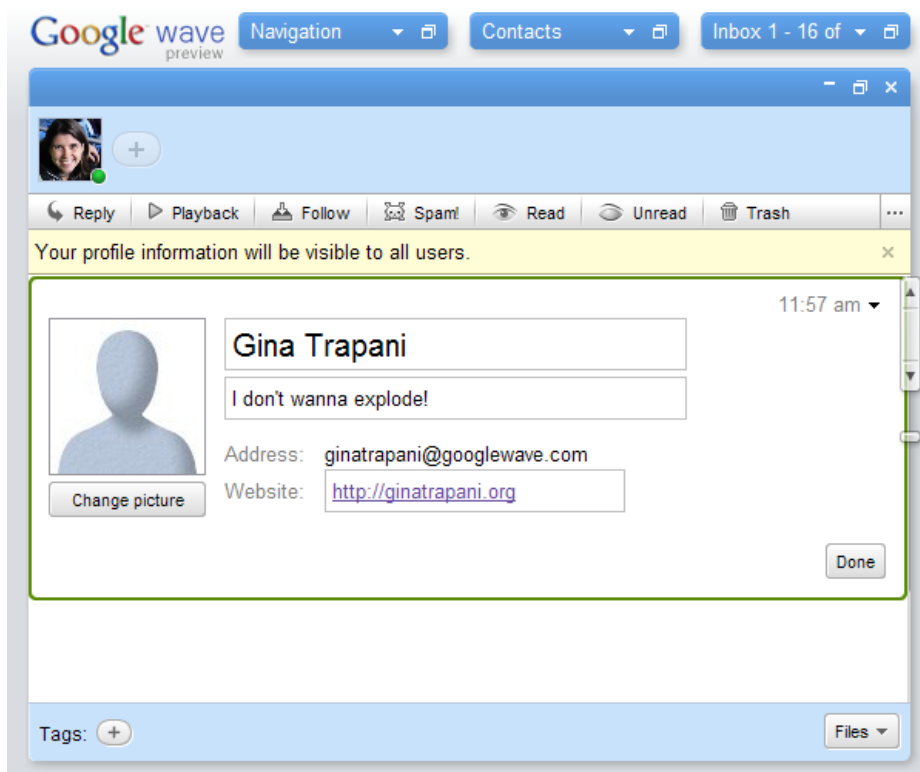 Google wave
preview
Navigation
Contacts
Inbox 1 - 16 of
Reply
Playback
Follow
Spam!
Read
Unread
Trash
...
Your profile information will be visible to all users.
11:57 am
Gina Trapani
I don't wanna explode!
Address: ginatrapani@googlewave.com
Website: http://ginatrapani.org
Change picture
Done
Tags:
Files